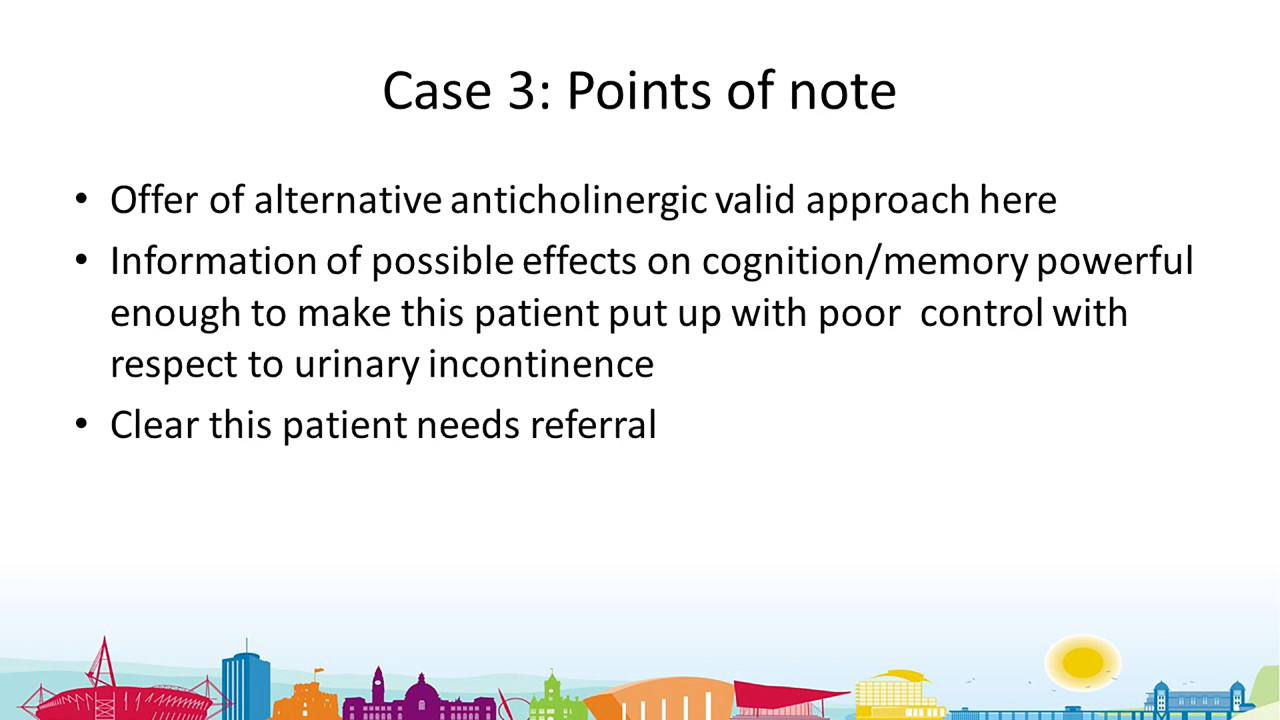 Case 3: Points of note
• Offer of alternative anticholinergic valid approach here
• Information of possible effects on cognition/memory powerful
enough to make this patient put up with poor  control with
respect to urinary incontinence
• Clear this patient needs referral